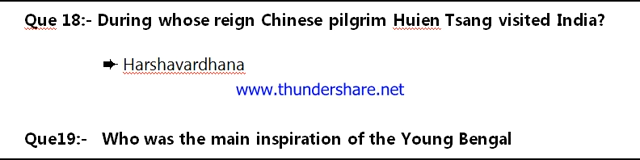 Que 18:- During whose reign Chinese pilgrim Huien Tsang visited India?
➨ Harshavardhana
www.thundershare.net
Que19:- Who was the main inspiration of the Young Bengal